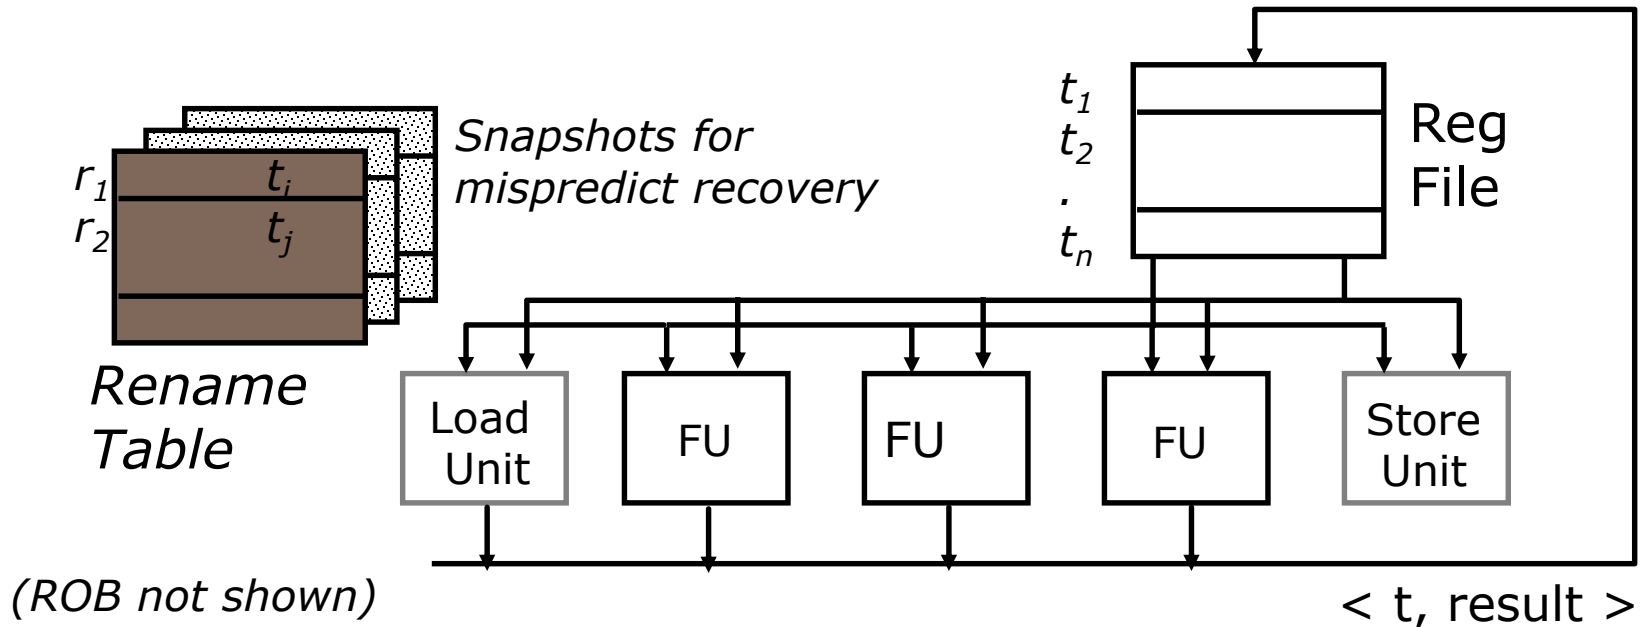 Snapshots for
mispredict recovery
r1 ti
r2 tj
Rename
Table
t1
t2
.
tn
Reg
File
Load
Unit
FU
FU
FU
Store
Unit
(ROB not shown)
< t, result >